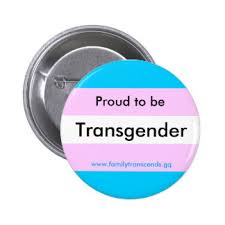 Proud to be
Transgender
www.familytranscends.gq